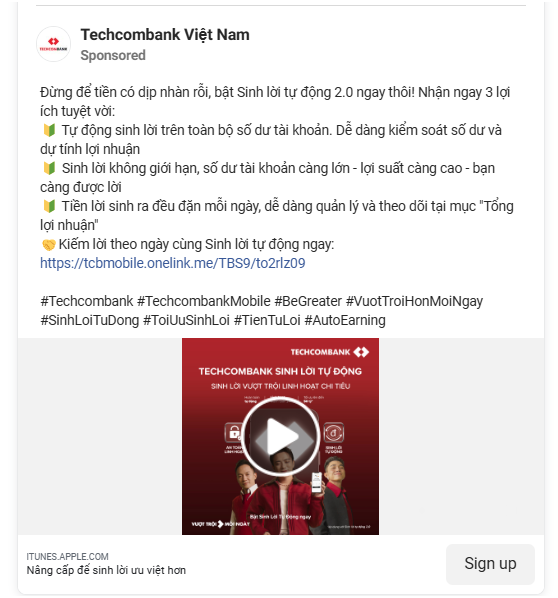 Techcombank Việt Nam
Sponsored
Đừng để tiền có dịp nhàn rỗi, bật Sinh lời tự động 2.0 ngay thôi! Nhận ngay 3 lợi
ích tuyệt vời:
🔰 Tự động sinh lời trên toàn bộ số dư tài khoản. Dễ dàng kiểm soát số dư và
dự tính lợi nhuận
🔰 Sinh lời không giới hạn, số dư tài khoản càng lớn - lợi suất càng cao - bạn
càng được lời
🔰 Tiền lời sinh ra đều đặn mỗi ngày, dễ dàng quản lý và theo dõi tại mục "Tổng
lợi nhuận"
🤝Kiếm lời theo ngày cùng Sinh lời tự động ngay:
https://tcbmobile.onelink.me/TBS9/to2rlz09
#Techcombank #TechcombankMobile #BeGreater #VuotTroiHonMoiNgay
#SinhLoiTuDong #ToiUuSinhLoi #TienTuLoi #AutoEarning
TECHCOMBANK
TECHCOMBANK SINH LỜI TỰ ĐỘNG
SINH LỜI VƯỢT TRỘI LINH HOẠT CHI TIÊU
AN TOÀN
LINH HOẠT
SINH LỜI
TỰ ĐỘNG
Bật Sinh Lời Tự Động ngay
VƯỢT TRỘI MỖI NGÀY
ITUNES.APPLE.COM
Nâng cấp để sinh lời ưu việt hơn
Sign up